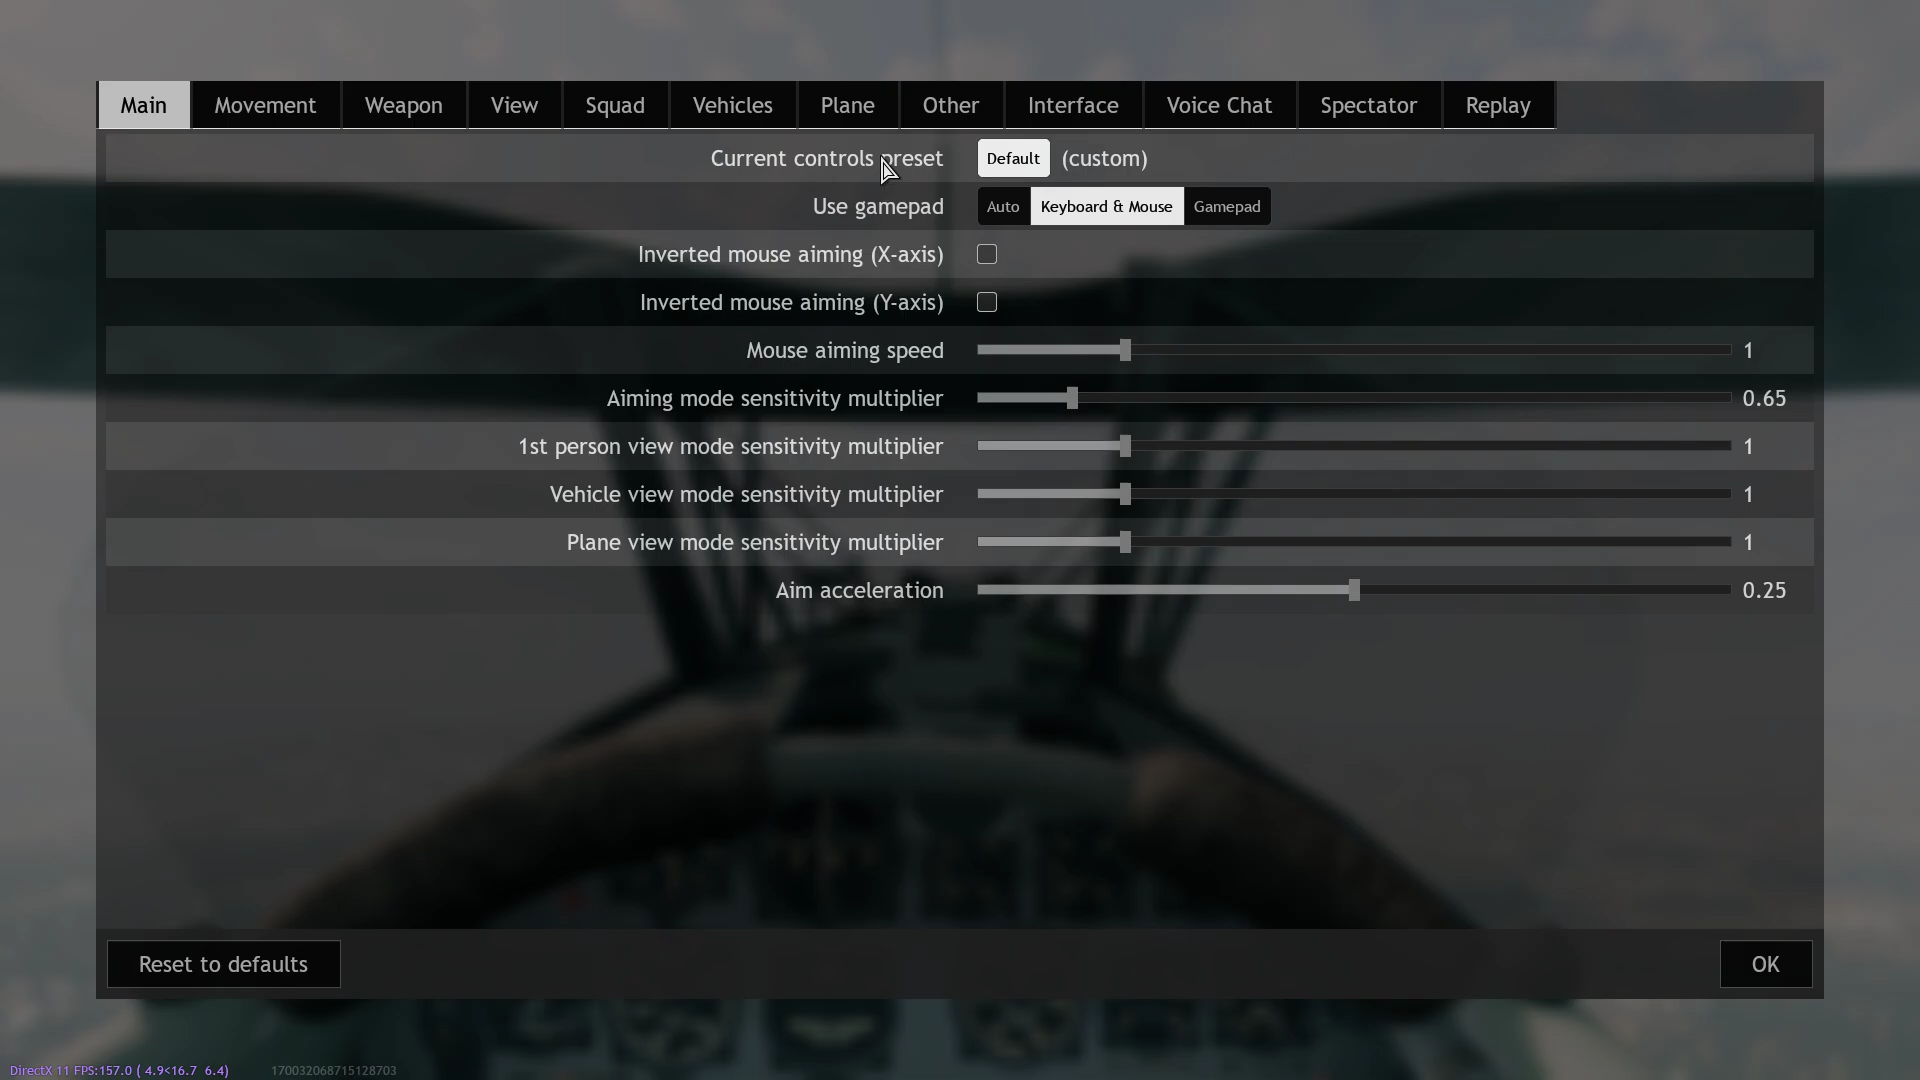 Main Movement Weapon View Squad Vehicles Plane Other Interface Voice Chat Spectator Replay
Current controls preset Default (custom)
Use gamepad Auto Keyboard & Mouse Gamepad
Inverted mouse aiming (X-axis)
Inverted mouse aiming (Y-axis)
Mouse aiming speed 1
Aiming mode sensitivity multiplier 0.65
1st person view mode sensitivity multiplier 1
Vehicle view mode sensitivity multiplier 1
Plane view mode sensitivity multiplier 1
Aim acceleration 0.25
Reset to defaults OK
DirectX 11 FPS:157.0 ( 4.9<16.7 6.4) 170032068715128703